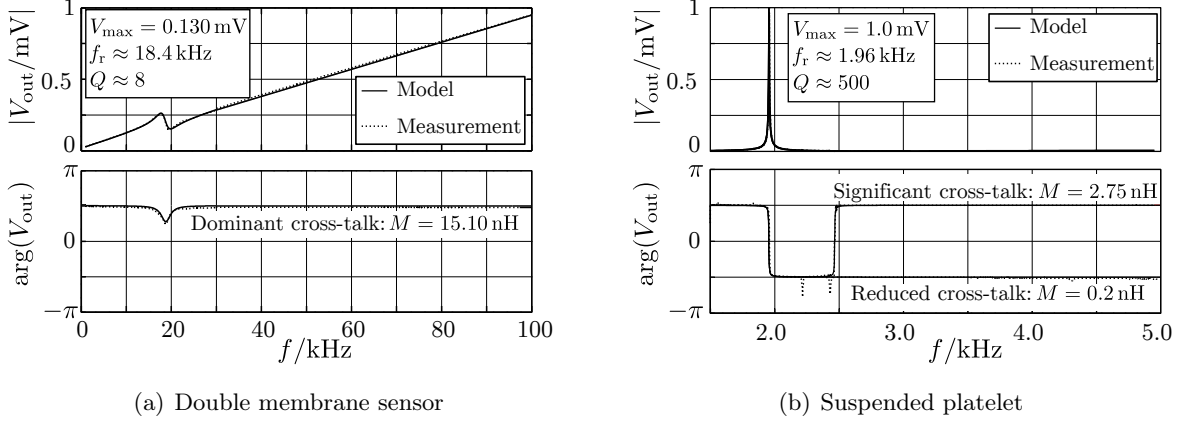 |V_out/mV|
1
0.5
0
V_max = 0.130 mV
f_r ≈ 18.4 kHz
Q ≈ 8
Model
Measurement
arg(V_out)
π
0
−π
Dominant cross-talk: M = 15.10 nH
0 20 40 60 80 100
f/kHz
(a) Double membrane sensor
|V_out/mV|
1
0.5
0
V_max = 1.0 mV
f_r ≈ 1.96 kHz
Q ≈ 500
Model
Measurement
arg(V_out)
π
0
−π
Significant cross-talk: M = 2.75 nH
Reduced cross-talk: M = 0.2 nH
2.0 3.0 4.0 5.0
f/kHz
(b) Suspended platelet